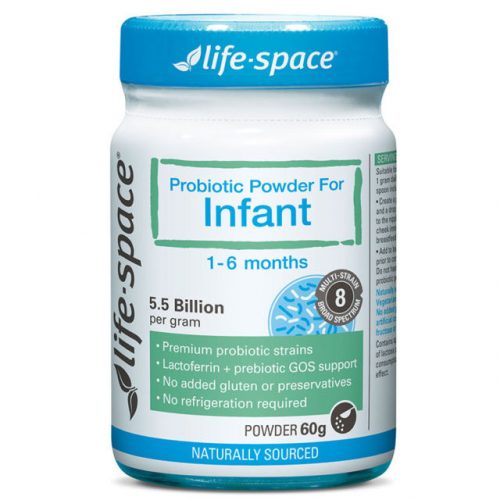 life·space®
life·space®
Probiotic Powder For
Infant
1 - 6 months
5.5 Billion
per gram
MULTI-STRAIN
8
BROAD SPECTRUM
• Premium probiotic strains
• Lactoferrin + prebiotic GOS support
• No added gluten or preservatives
• No refrigeration required
POWDER 60g
NATURALLY SOURCED